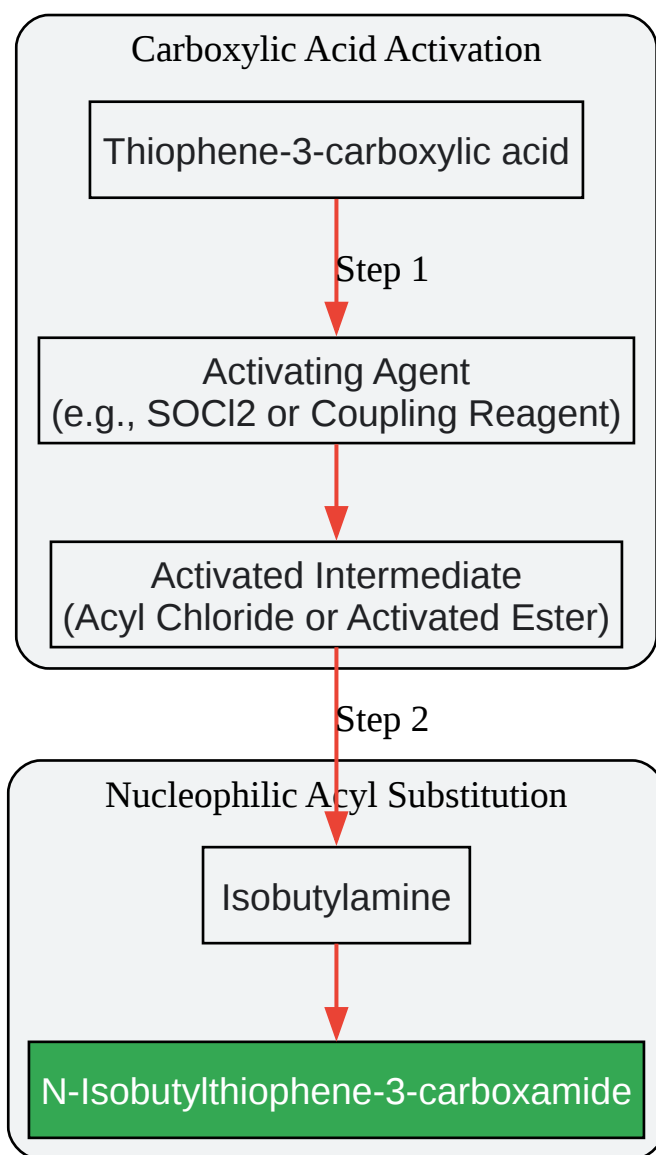 Carboxylic Acid Activation
Thiophene-3-carboxylic acid
Step 1
Activating Agent
(e.g., SOCl2 or Coupling Reagent)
Activated Intermediate
(Acyl Chloride or Activated Ester)
Step 2
Nucleophilic Acyl Substitution
Isobutylamine
N-Isobutylthiophene-3-carboxamide